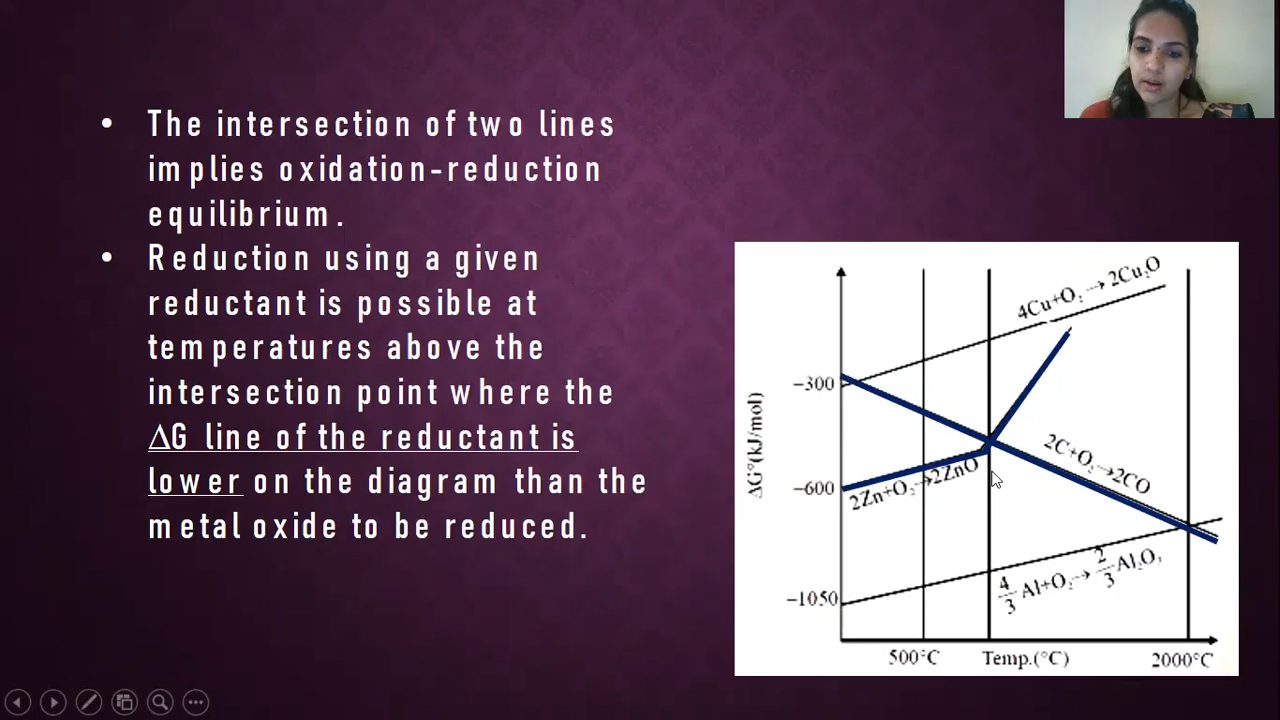 • The intersection of two lines
implies oxidation-reduction
equilibrium.
• Reduction using a given
reductant is possible at
temperatures above the
intersection point where the
ΔG line of the reductant is
lower on the diagram than the
metal oxide to be reduced.
4Cu+O₂→2Cu₂O
−300
2C+O₂→2CO
ΔG°(kJ/mol)
−600
2Zn+O₂→2ZnO
4/3 Al+O₂→ 2/3 Al₂O₃
−1050
500°C Temp.(°C) 2000°C